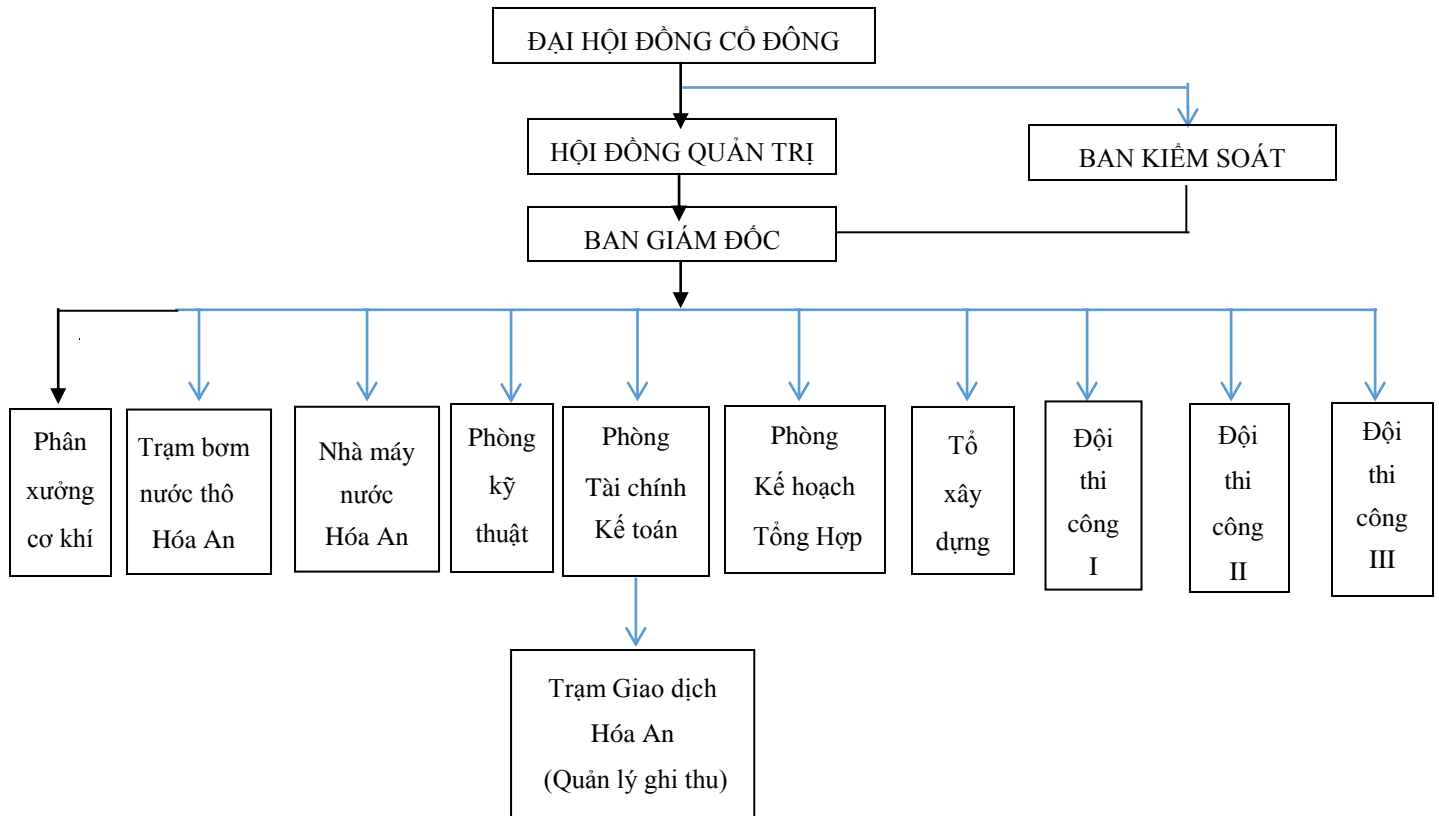 ĐẠI HỘI ĐỒNG CỔ ĐÔNG
HỘI ĐỒNG QUẢN TRỊ
BAN KIỂM SOÁT
BAN GIÁM ĐỐC
Phân
xưởng
cơ khí
Trạm bơm
nước thô
Hóa An
Nhà máy
nước
Hóa An
Phòng
kỹ
thuật
Phòng
Tài chính
Kế toán
Phòng
Kế hoạch
Tổng Hợp
Tổ
xây
dựng
Đội
thi
công
I
Đội
thi
công
II
Đội
thi
công
III
Trạm Giao dịch
Hóa An
(Quản lý ghi thu)